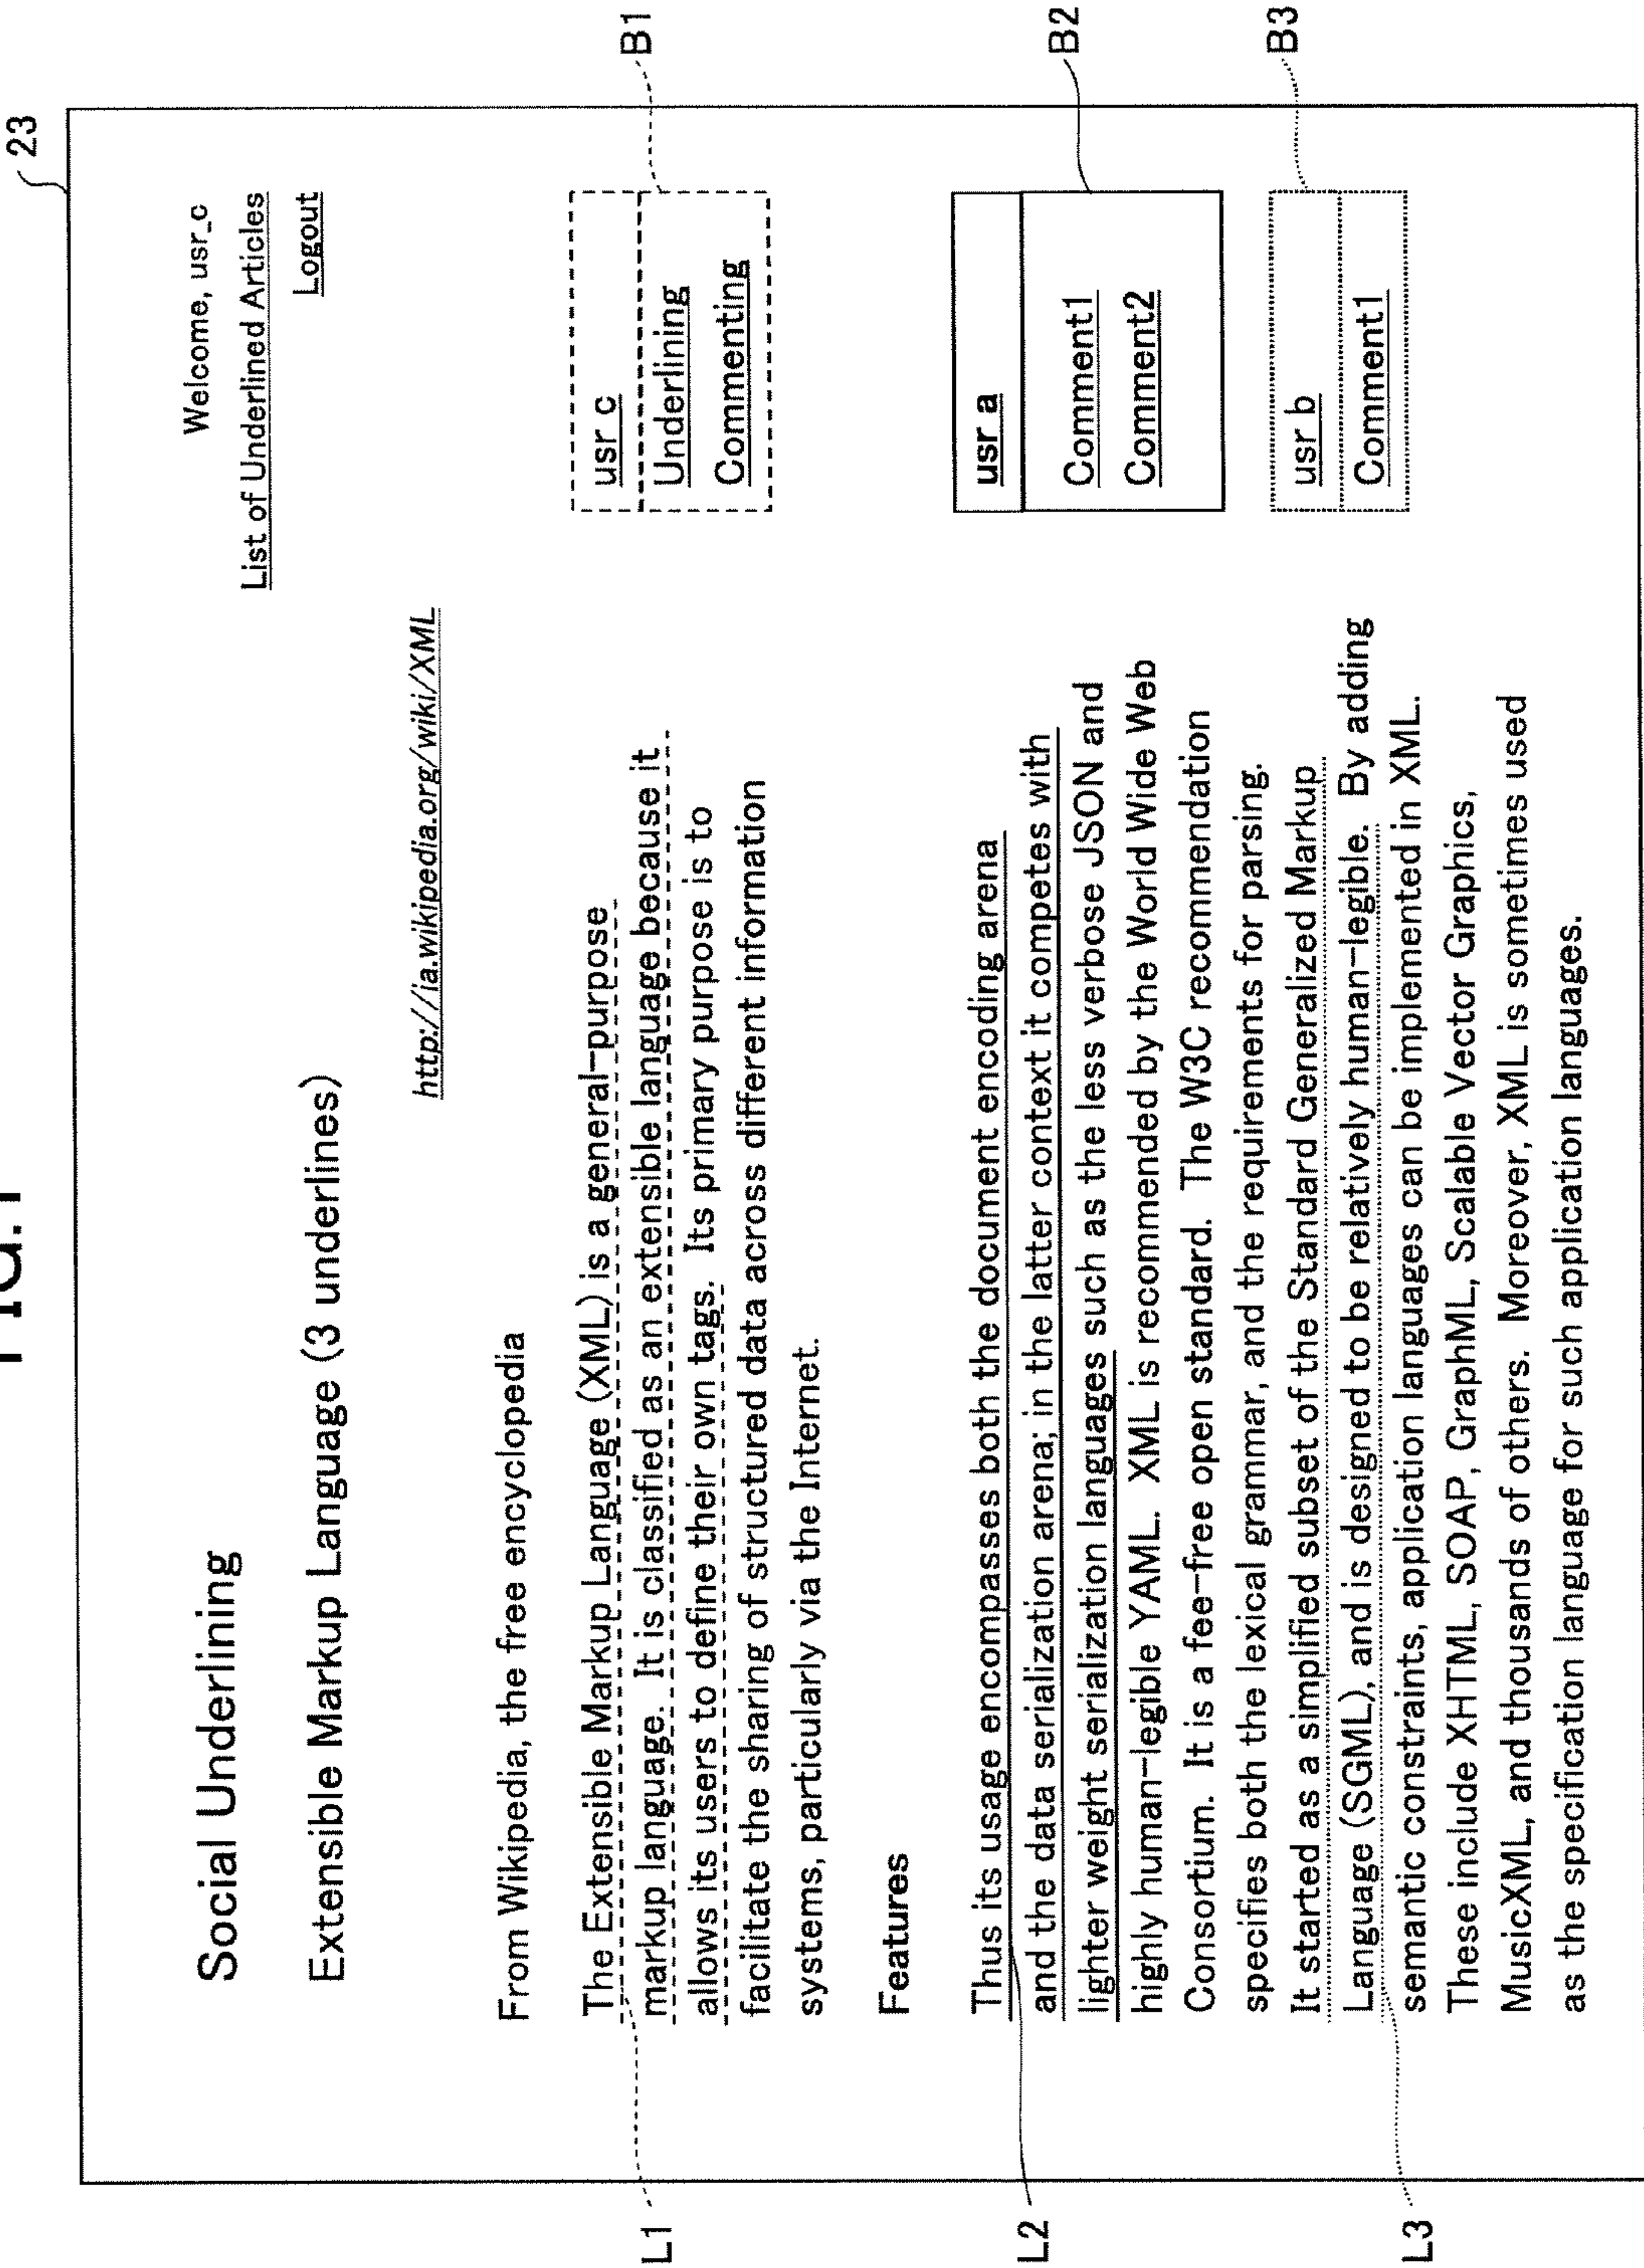 FIG.1
23
Welcome, usr_c
List of Underlined Articles
Logout
Social Underlining
Extensible Markup Language (3 underlines)
http://ia.wikipedia.org/wiki/XML
From Wikipedia, the free encyclopedia
L1
The Extensible Markup Language (XML) is a general-purpose
markup language. It is classified as an extensible language because it
allows its users to define their own tags. Its primary purpose is to
facilitate the sharing of structured data across different information
systems, particularly via the Internet.
usr c
Underlining
Commenting
B1
Features
L2
Thus its usage encompasses both the document encoding arena
and the data serialization arena; in the latter context it competes with
lighter weight serialization languages such as the less verbose JSON and
highly human-legible YAML. XML is recommended by the World Wide Web
Consortium. It is a fee-free open standard. The W3C recommendation
specifies both the lexical grammar, and the requirements for parsing.
It started as a simplified subset of the Standard Generalized Markup
Language (SGML), and is designed to be relatively human-legible. By adding
semantic constraints, application languages can be implemented in XML.
These include XHTML, SOAP, GraphML, Scalable Vector Graphics,
MusicXML, and thousands of others. Moreover, XML is sometimes used
as the specification language for such application languages.
L3
usr a
Comment1
Comment2
B2
usr b
Comment1
B3